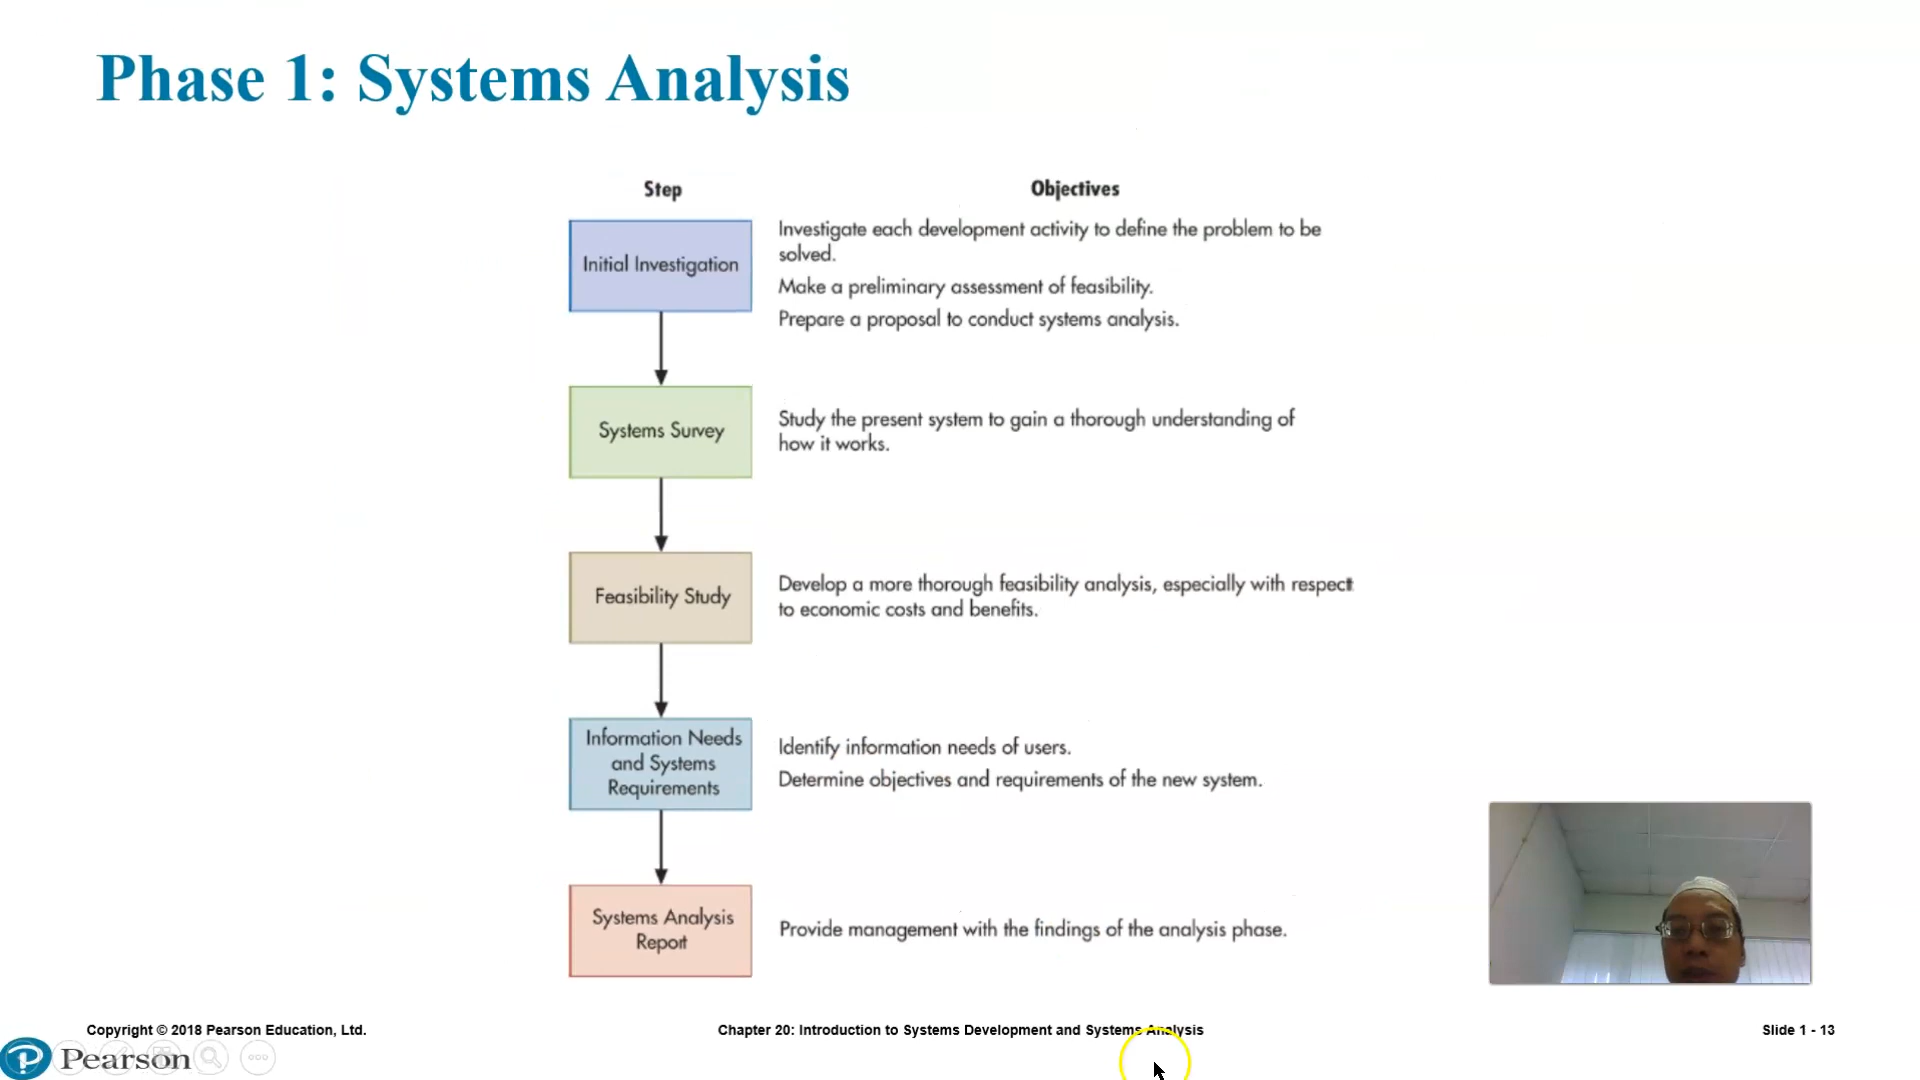 Phase 1: Systems Analysis
Step
Objectives
Initial Investigation
Investigate each development activity to define the problem to be
solved.
Make a preliminary assessment of feasibility.
Prepare a proposal to conduct systems analysis.
Systems Survey
Study the present system to gain a thorough understanding of
how it works.
Feasibility Study
Develop a more thorough feasibility analysis, especially with respect
to economic costs and benefits.
Information Needs
and Systems
Requirements
Identify information needs of users.
Determine objectives and requirements of the new system.
Systems Analysis
Report
Provide management with the findings of the analysis phase.
Copyright © 2018 Pearson Education, Ltd.
Chapter 20: Introduction to Systems Development and Systems Analysis
Slide 1 - 13
Pearson